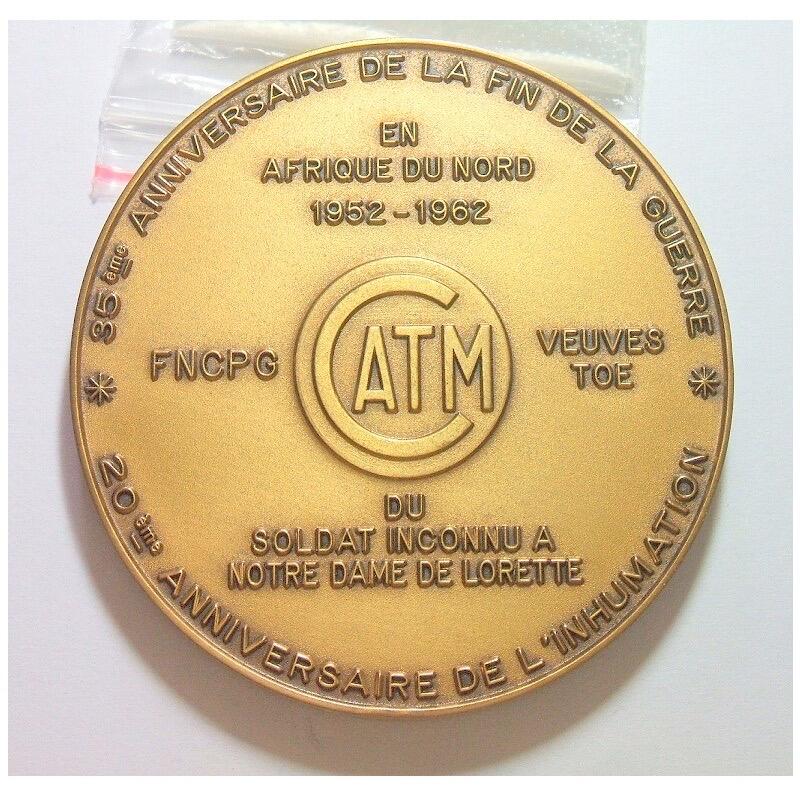 35ème ANNIVERSAIRE DE LA FIN DE LA GUERRE
EN
AFRIQUE DU NORD
1952-1962
FNCPG
CATM
VEUVES
TOE
DU
SOLDAT INCONNU A
NOTRE DAME DE LORETTE
20ème ANNIVERSAIRE DE L'INHUMATION